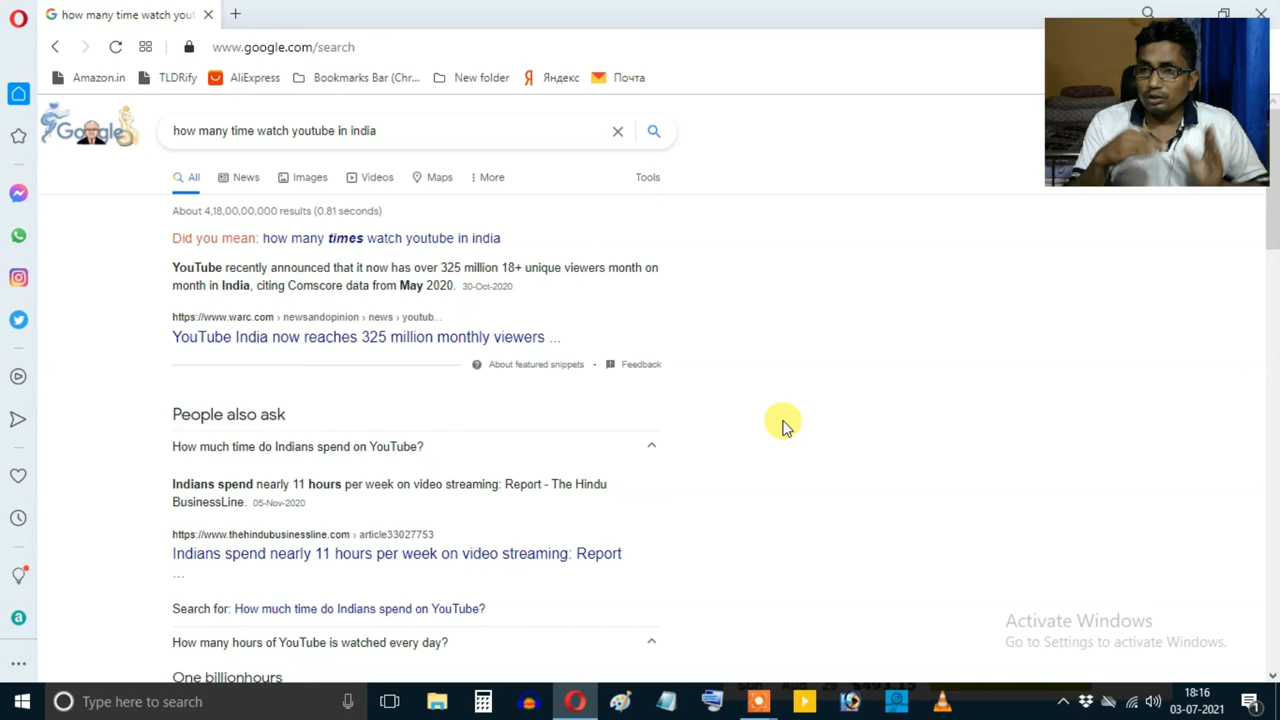 how many time watch yout
www.google.com/search
Amazon.in TLDRify AliExpress Bookmarks Bar (Chr... New folder Яндекс Почта
Google
how many time watch youtube in india
All News Images Videos Maps More Tools
About 4,18,00,00,000 results (0.81 seconds)
Did you mean: how many times watch youtube in india
YouTube recently announced that it now has over 325 million 18+ unique viewers month on
month in India, citing Comscore data from May 2020. 30-Oct-2020
https://www.warc.com › newsandopinion › news › youtub...
YouTube India now reaches 325 million monthly viewers ...
About featured snippets • Feedback
People also ask
How much time do Indians spend on YouTube?
Indians spend nearly 11 hours per week on video streaming: Report - The Hindu
BusinessLine. 05-Nov-2020
https://www.thehindubusinessline.com › article33027753
Indians spend nearly 11 hours per week on video streaming: Report
...
Search for: How much time do Indians spend on YouTube?
How many hours of YouTube is watched every day?
One billionhours
Activate Windows
Go to Settings to activate Windows.
Type here to search
18:16
03-07-2021